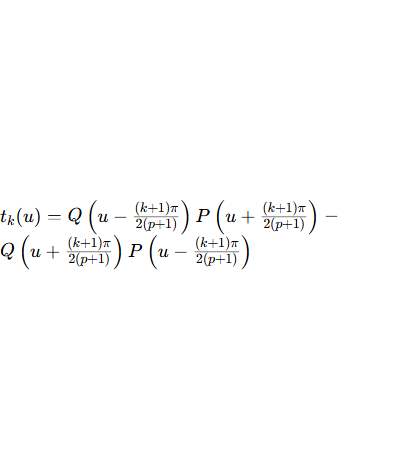 $t_k(u) = Q\left(u - \frac{(k+1)\pi}{2(p+1)}\right) P\left(u + \frac{(k+1)\pi}{2(p+1)}\right) -$
$Q\left(u + \frac{(k+1)\pi}{2(p+1)}\right) P\left(u - \frac{(k+1)\pi}{2(p+1)}\right)$